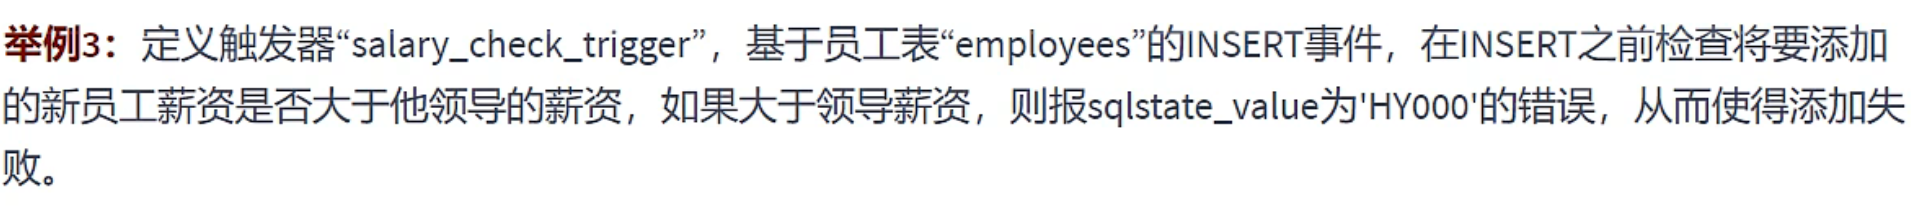 举例3：定义触发器“salary_check_trigger”，基于员工表“employees”的INSERT事件，在INSERT之前检查将要添加
的新员工薪资是否大于他领导的薪资，如果大于领导薪资，则报sqlstate_value为'HY000'的错误，从而使得添加失
败。